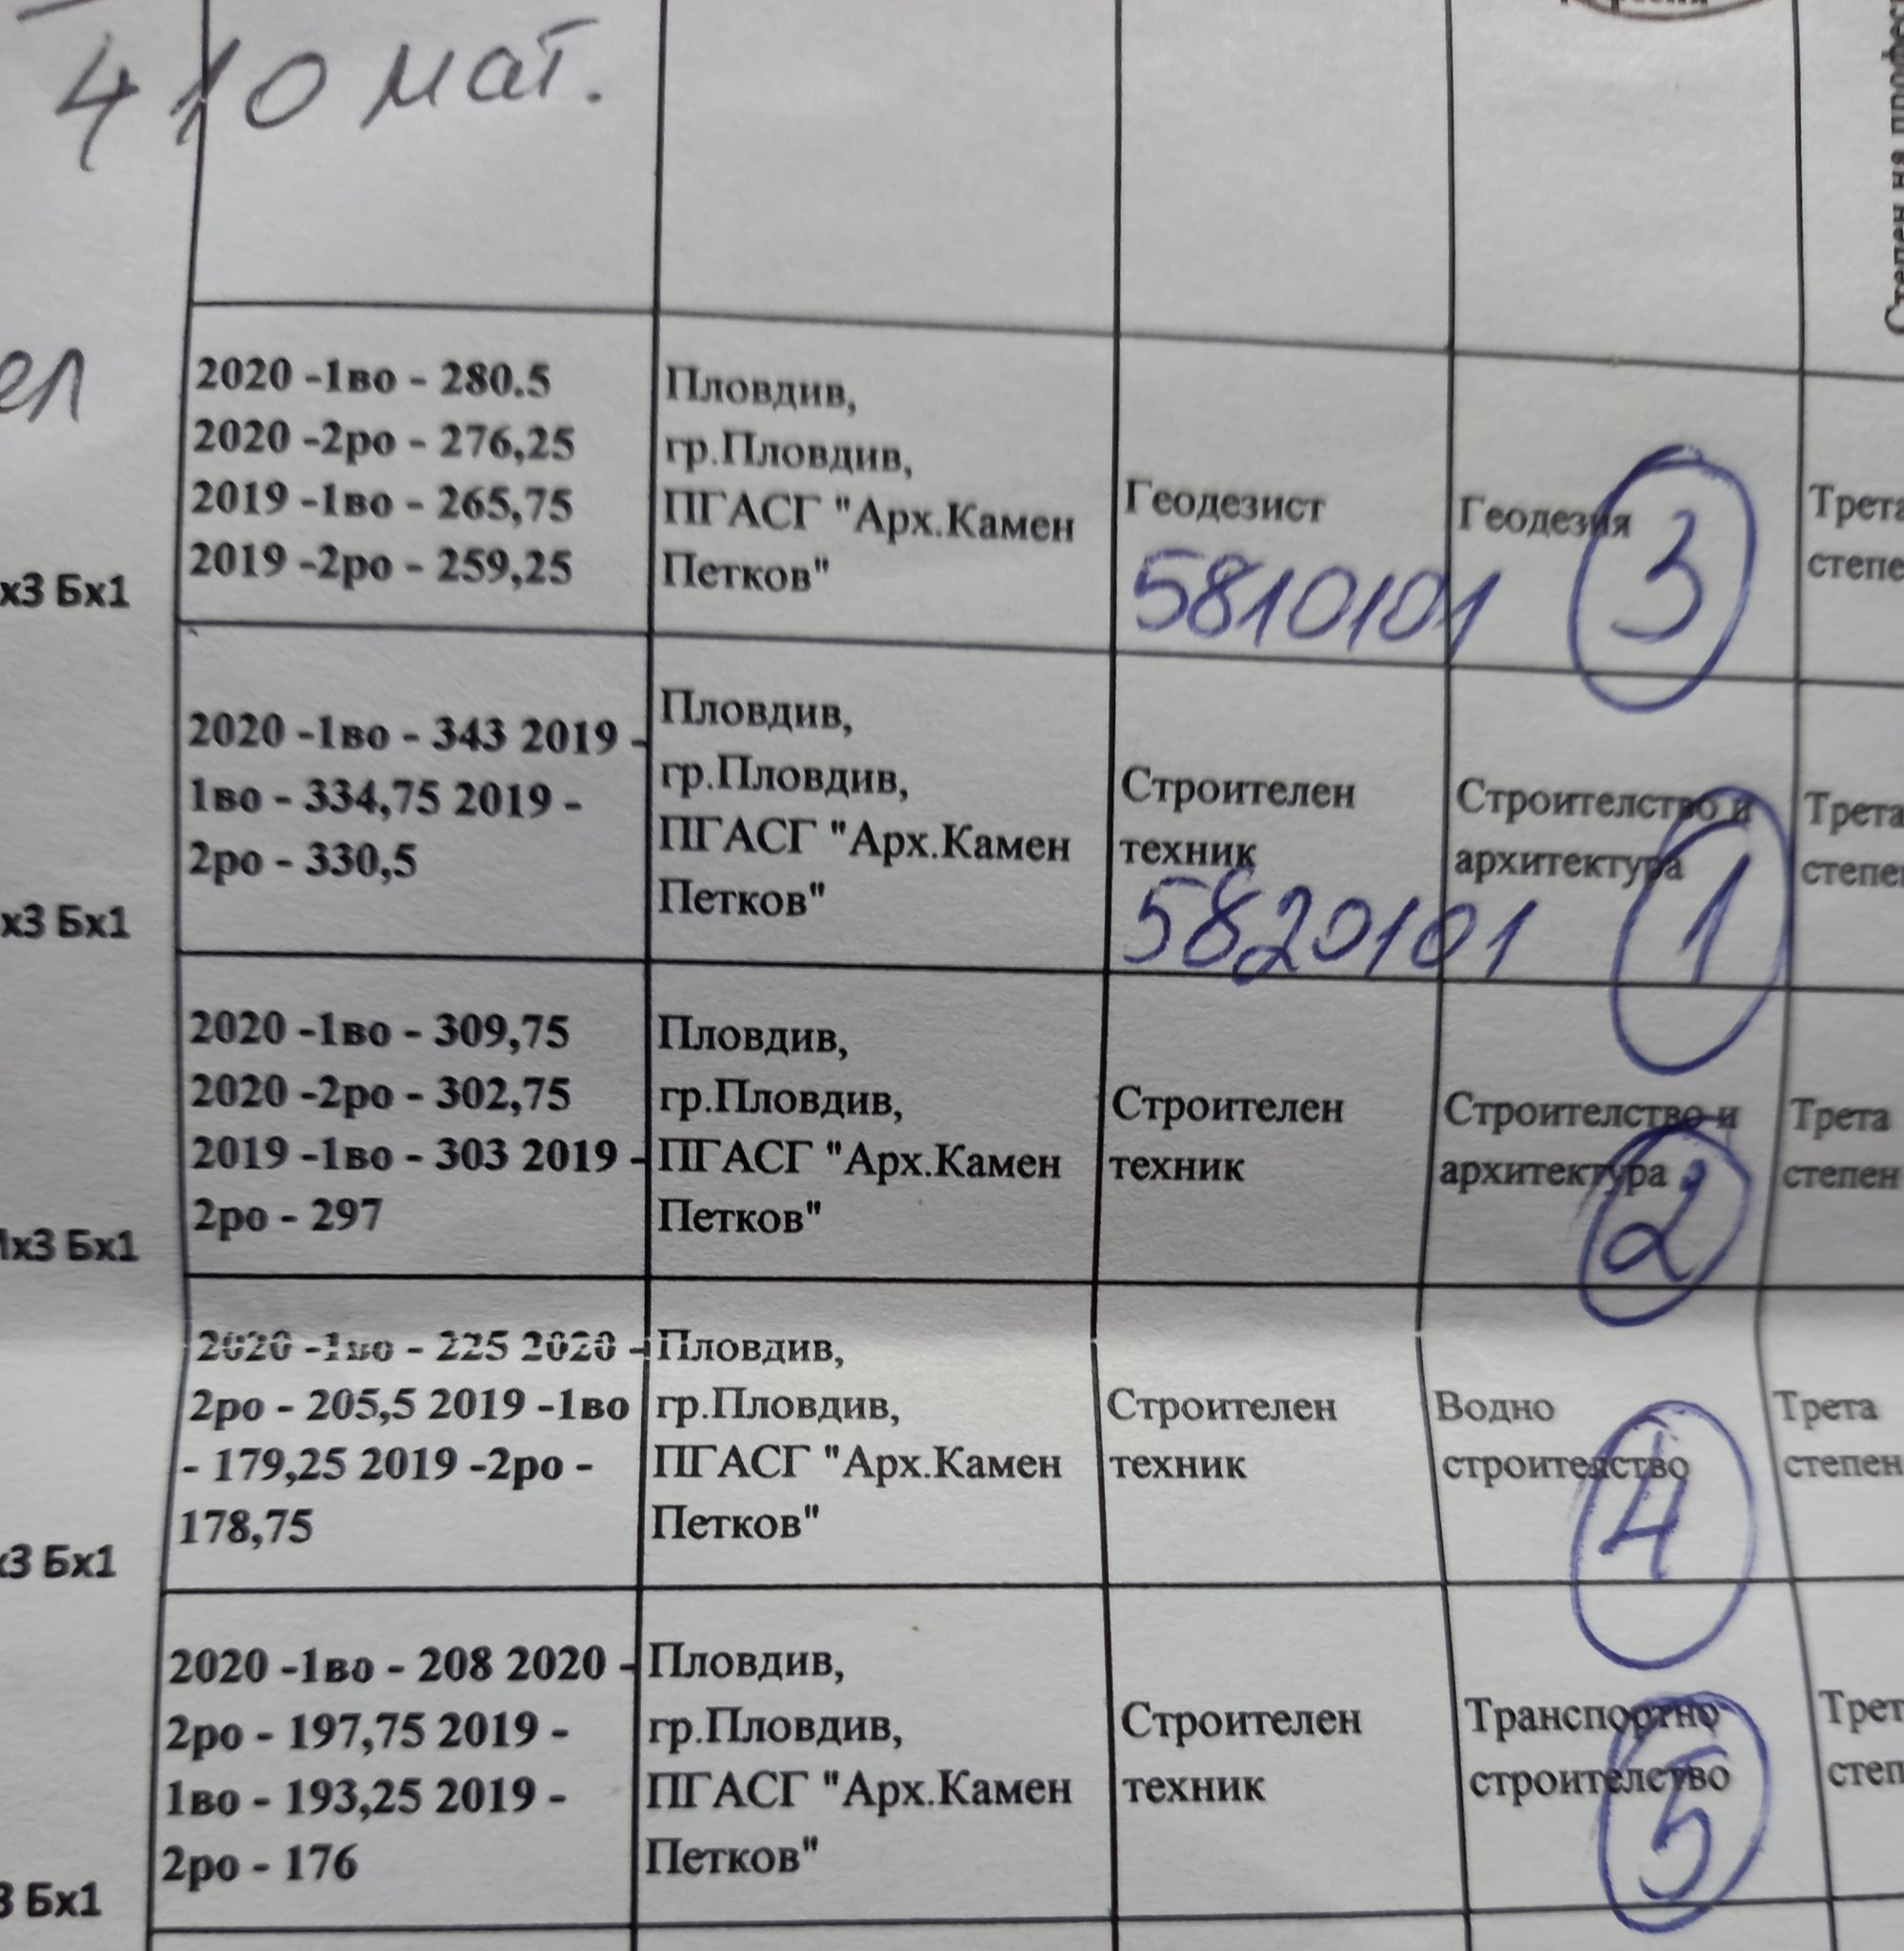 410 мат.
ел
2020 -1во - 280.5
2020 -2ро - 276,25
2019 -1во - 265,75
2019 -2ро - 259,25
х3 Бх1
Пловдив,
гр.Пловдив,
ПГАСГ "Арх.Камен
Петков"
Геодезист
5810101
Геодезия
3
Трета
степе
Степен на
2020 -1во - 343 2019 -
1во - 334,75 2019 -
2ро - 330,5
х3 Бх1
Пловдив,
гр.Пловдив,
ПГАСГ "Арх.Камен
Петков"
Строителен
техник
5820101
Строителство и
архитектура
1
Трета
степен
2020 -1во - 309,75
2020 -2ро - 302,75
2019 -1во - 303 2019 -
2ро - 297
х3 Бх1
Пловдив,
гр.Пловдив,
ПГАСГ "Арх.Камен
Петков"
Строителен
техник
Строителство и
архитектура
2
Трета
степен
2020 -1во - 225 2020 -
2ро - 205,5 2019 -1во
- 179,25 2019 -2ро -
178,75
х3 Бх1
Пловдив,
гр.Пловдив,
ПГАСГ "Арх.Камен
Петков"
Строителен
техник
Водно
строителство
4
Трета
степен
2020 -1во - 208 2020 -
2ро - 197,75 2019 -
1во - 193,25 2019 -
2ро - 176
3 Бх1
Пловдив,
гр.Пловдив,
ПГАСГ "Арх.Камен
Петков"
Строителен
техник
Транспортно
строителство
5
Трет
степ